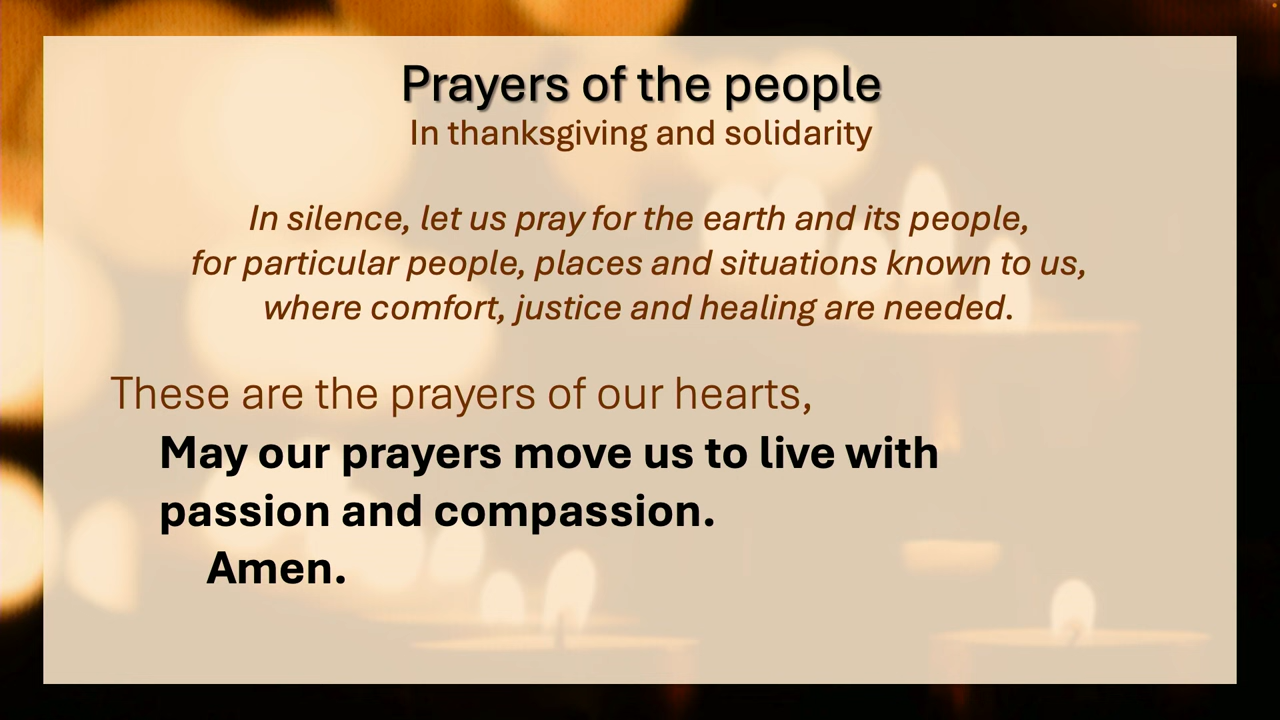 Prayers of the people
In thanksgiving and solidarity
In silence, let us pray for the earth and its people,
for particular people, places and situations known to us,
where comfort, justice and healing are needed.
These are the prayers of our hearts,
May our prayers move us to live with
passion and compassion.
Amen.